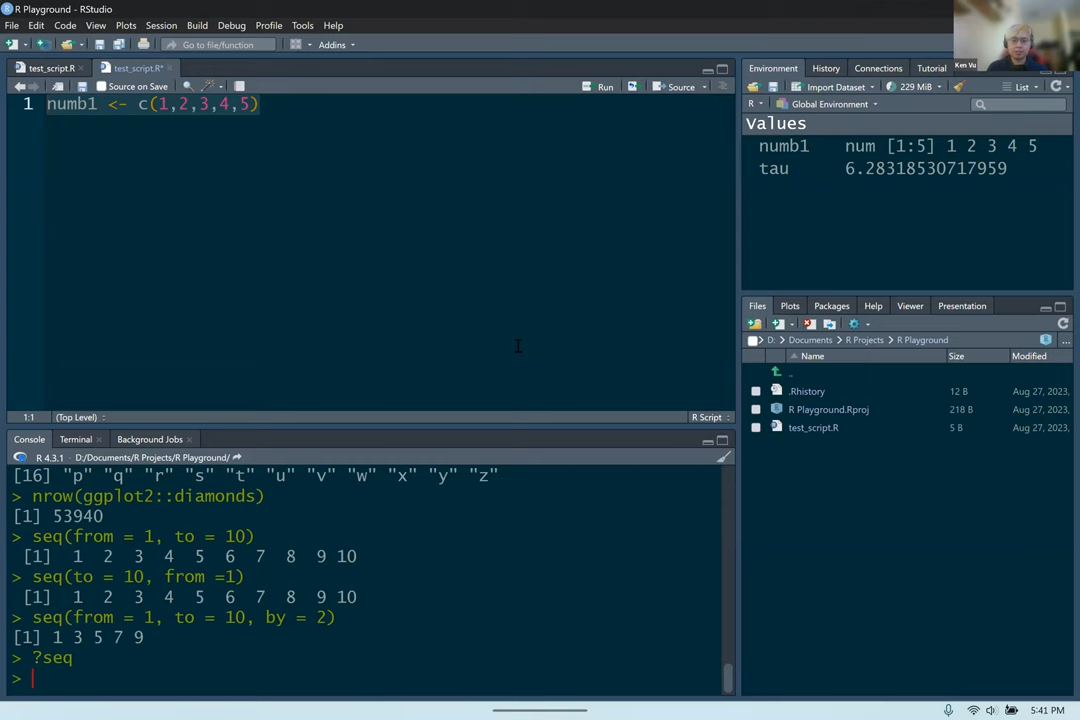 R Playground - RStudio
File Edit Code View Plots Session Build Debug Profile Tools Help
Go to file/function Addins
Ken Vu
test_script.R test_script.R*
Source on Save Run Source
1 numb1 <- c(1,2,3,4,5)
1:1 (Top Level) R Script
Environment History Connections Tutorial
Import Dataset 229 MiB List
R Global Environment
Values
numb1 num [1:5] 1 2 3 4 5
tau 6.28318530717959
Files Plots Packages Help Viewer Presentation
D: Documents R Projects R Playground ...
Name Size Modified
..
.Rhistory 12 B Aug 27, 2023,
R Playground.Rproj 218 B Aug 27, 2023,
test_script.R 5 B Aug 27, 2023,
Console Terminal Background Jobs
R 4.3.1 · D:/Documents/R Projects/R Playground/
[16] "p" "q" "r" "s" "t" "u" "v" "w" "x" "y" "z"
> nrow(ggplot2::diamonds)
[1] 53940
> seq(from = 1, to = 10)
[1] 1 2 3 4 5 6 7 8 9 10
> seq(to = 10, from =1)
[1] 1 2 3 4 5 6 7 8 9 10
> seq(from = 1, to = 10, by = 2)
[1] 1 3 5 7 9
> ?seq
>
5:41 PM